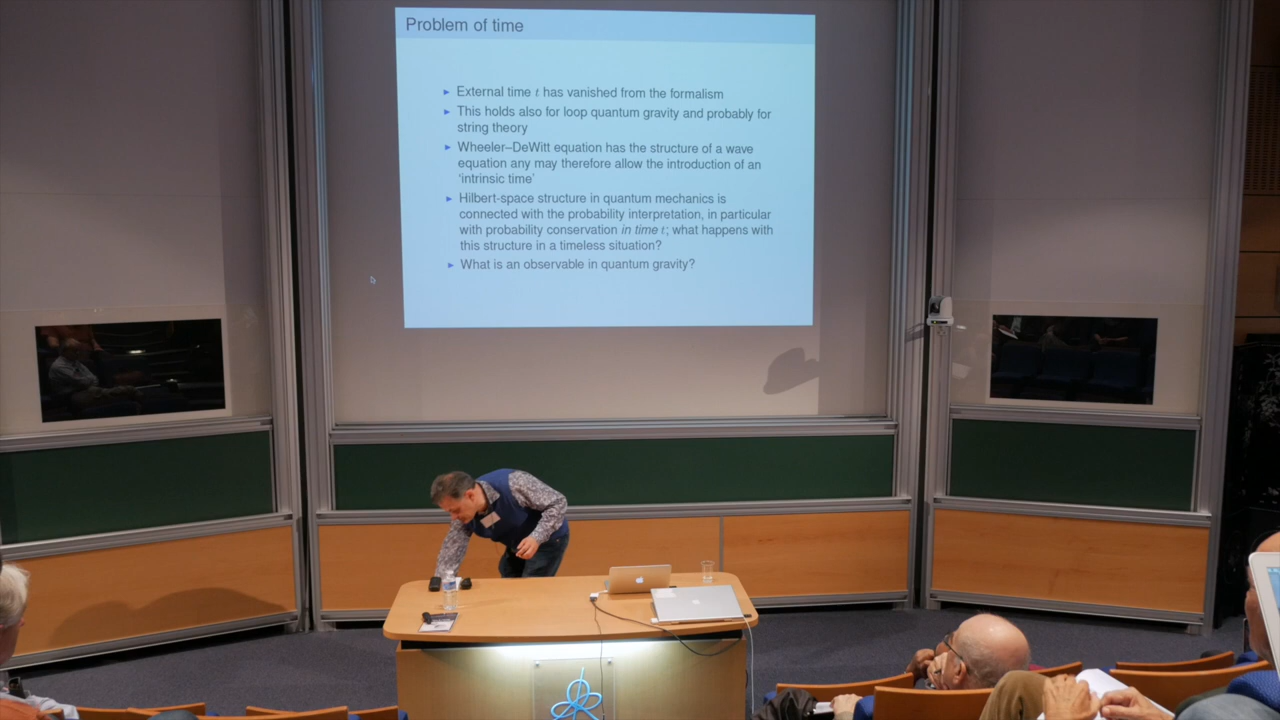 Problem of time
► External time t has vanished from the formalism
► This holds also for loop quantum gravity and probably for
string theory
► Wheeler–DeWitt equation has the structure of a wave
equation any may therefore allow the introduction of an
‘intrinsic time’
► Hilbert-space structure in quantum mechanics is
connected with the probability interpretation, in particular
with probability conservation in time t; what happens with
this structure in a timeless situation?
► What is an observable in quantum gravity?